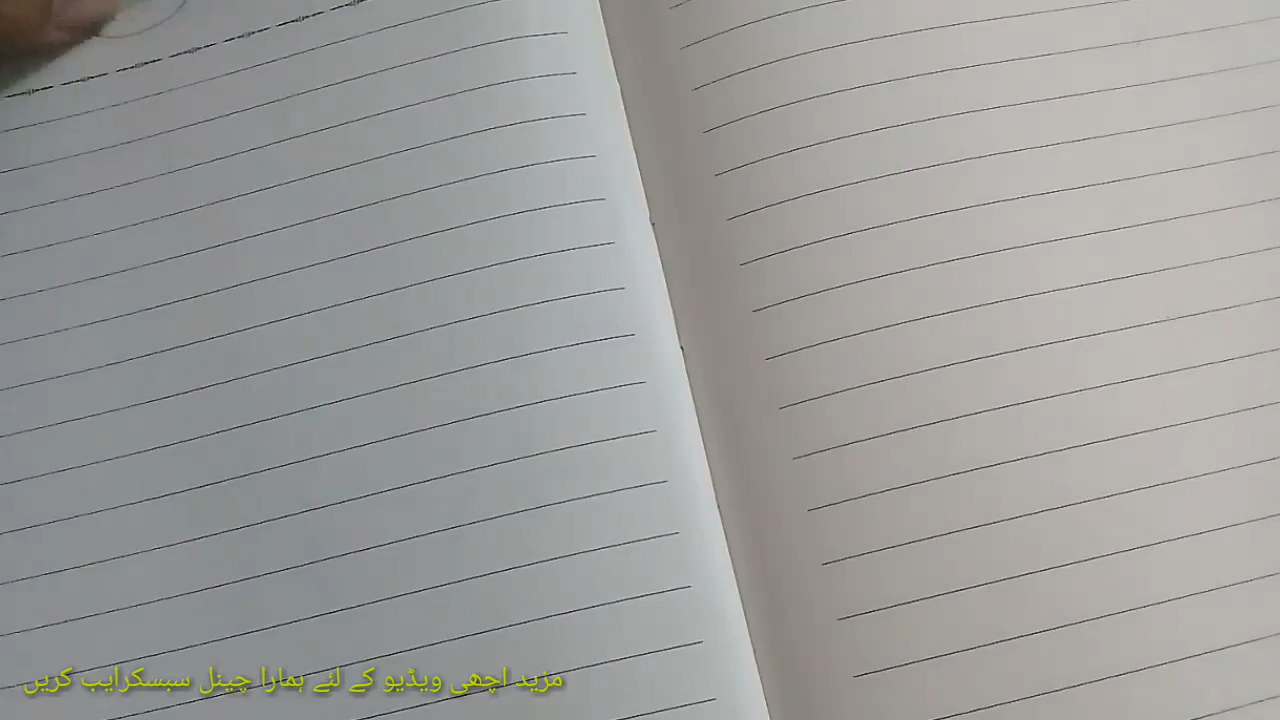 مزید اچھی ویڈیو کے لئے ہمارا چینل سبسکرایب کریں